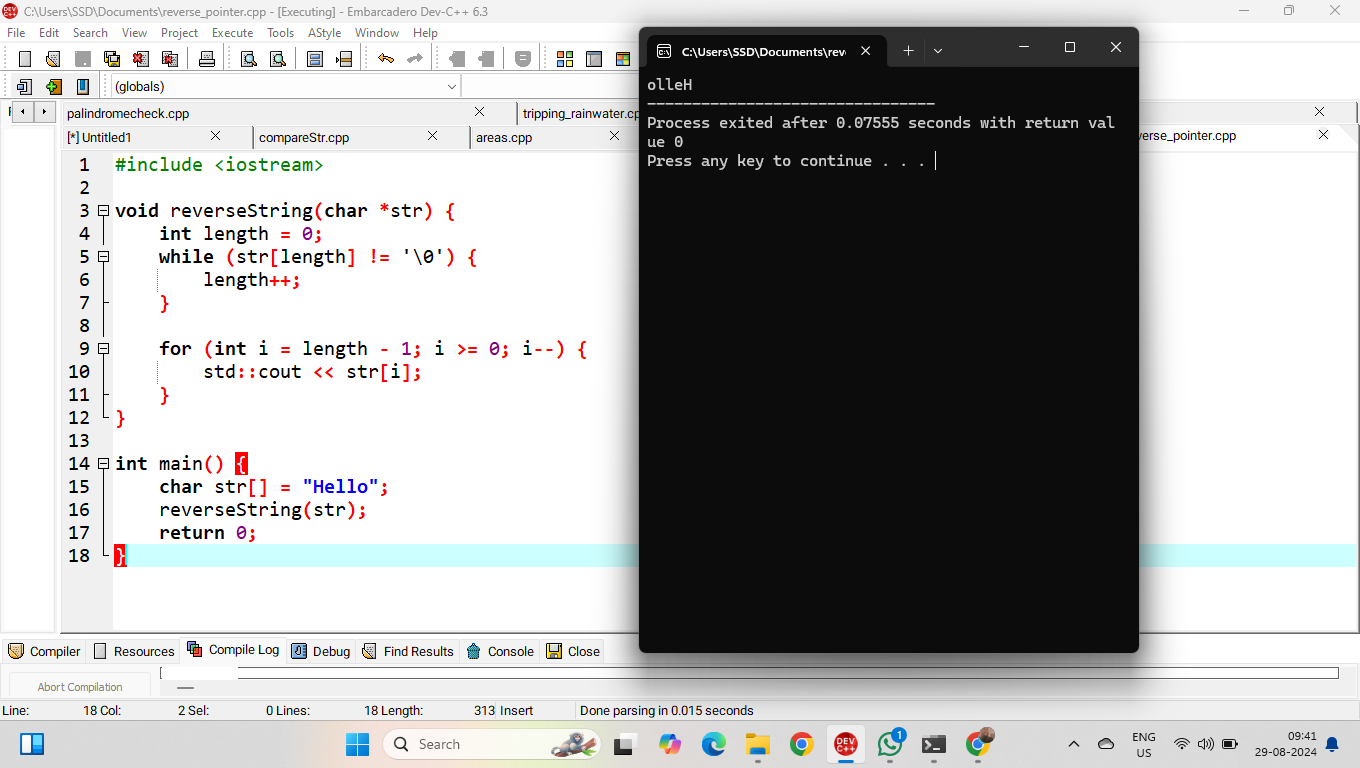 C:\Users\SSD\Documents\reverse_pointer.cpp - [Executing] - Embarcadero Dev-C++ 6.3
File Edit Search View Project Execute Tools AStyle Window Help
(globals)
palindromecheck.cpp
tripping_rainwater.cp
[*] Untitled1
compareStr.cpp
areas.cpp
verse_pointer.cpp
1 #include <iostream>
2
3 void reverseString(char *str) {
4 int length = 0;
5 while (str[length] != '\0') {
6 length++;
7 }
8
9 for (int i = length - 1; i >= 0; i--) {
10 std::cout << str[i];
11 }
12 }
13
14 int main() {
15 char str[] = "Hello";
16 reverseString(str);
17 return 0;
18 }
C:\Users\SSD\Documents\rev
olleH
--------------------------------
Process exited after 0.07555 seconds with return val
ue 0
Press any key to continue . . .
Compiler Resources Compile Log Debug Find Results Console Close
Abort Compilation
Line: 18 Col: 2 Sel: 0 Lines: 18 Length: 313 Insert Done parsing in 0.015 seconds
Search
DEV C++
1
ENG
US
09:41
29-08-2024